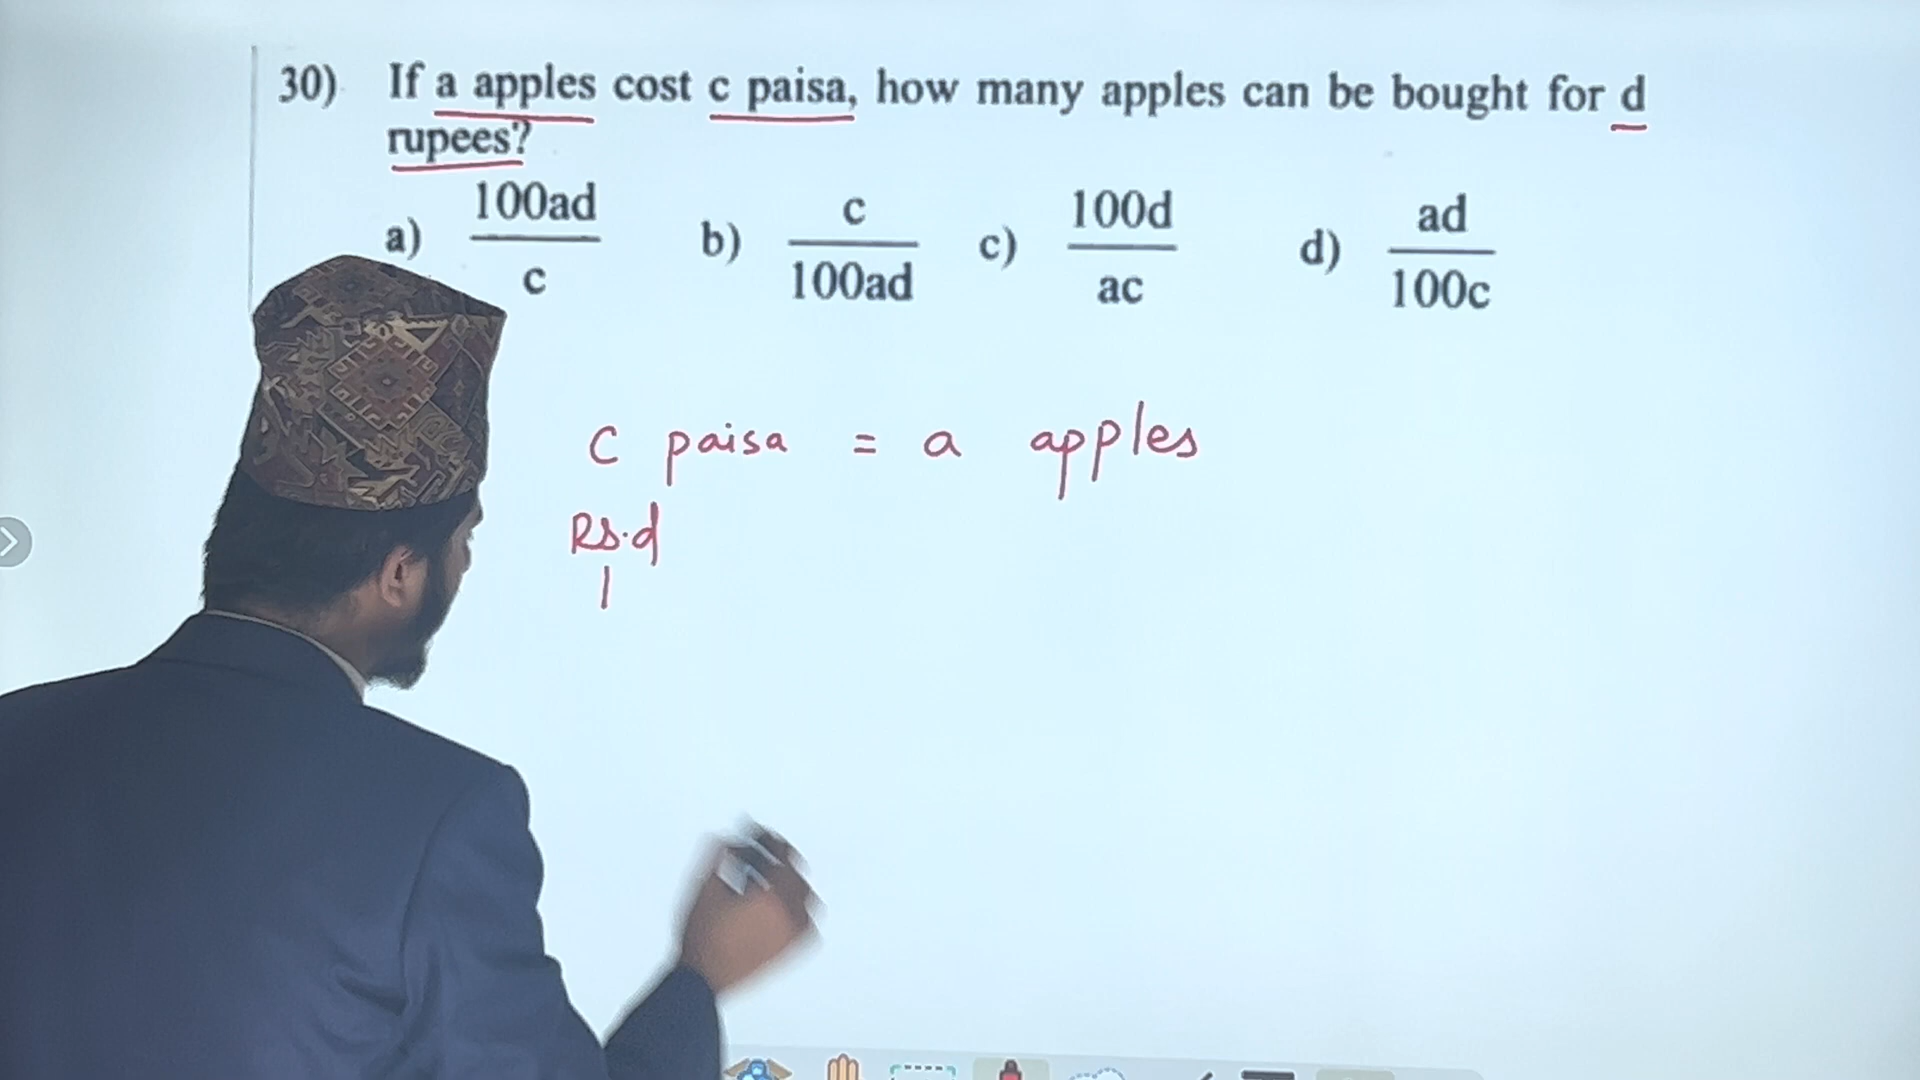 30) If a apples cost c paisa, how many apples can be bought for d
rupees?
a) 100ad/c b) c/100ad c) 100d/ac d) ad/100c
C paisa = a apples
Rs.d
1